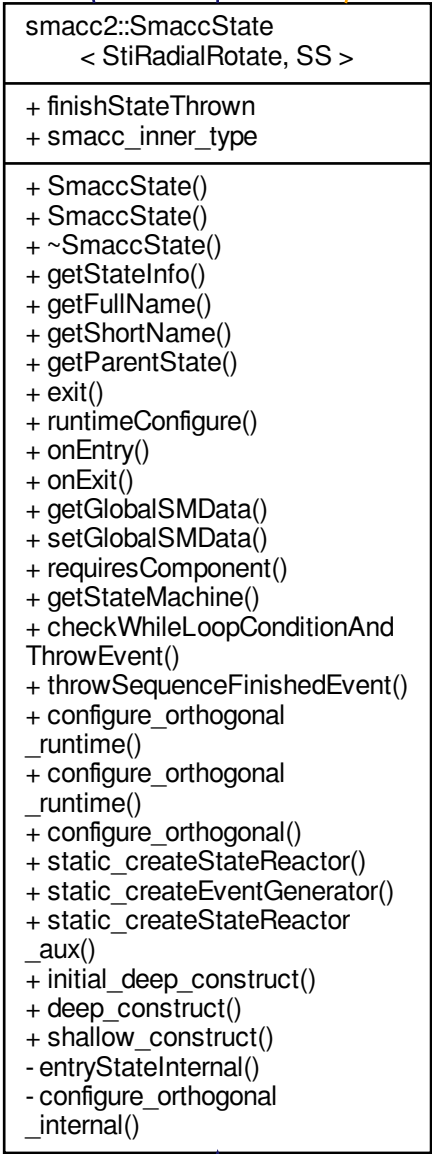 smacc2::SmaccState
< StiRadialRotate, SS >
+ finishStateThrown
+ smacc_inner_type
+ SmaccState()
+ SmaccState()
+ ~SmaccState()
+ getStateInfo()
+ getFullName()
+ getShortName()
+ getParentState()
+ exit()
+ runtimeConfigure()
+ onEntry()
+ onExit()
+ getGlobalSMData()
+ setGlobalSMData()
+ requiresComponent()
+ getStateMachine()
+ checkWhileLoopConditionAnd
ThrowEvent()
+ throwSequenceFinishedEvent()
+ configure_orthogonal
_runtime()
+ configure_orthogonal
_runtime()
+ configure_orthogonal()
+ static_createStateReactor()
+ static_createEventGenerator()
+ static_createStateReactor
_aux()
+ initial_deep_construct()
+ deep_construct()
+ shallow_construct()
- entryStateInternal()
- configure_orthogonal
_internal()